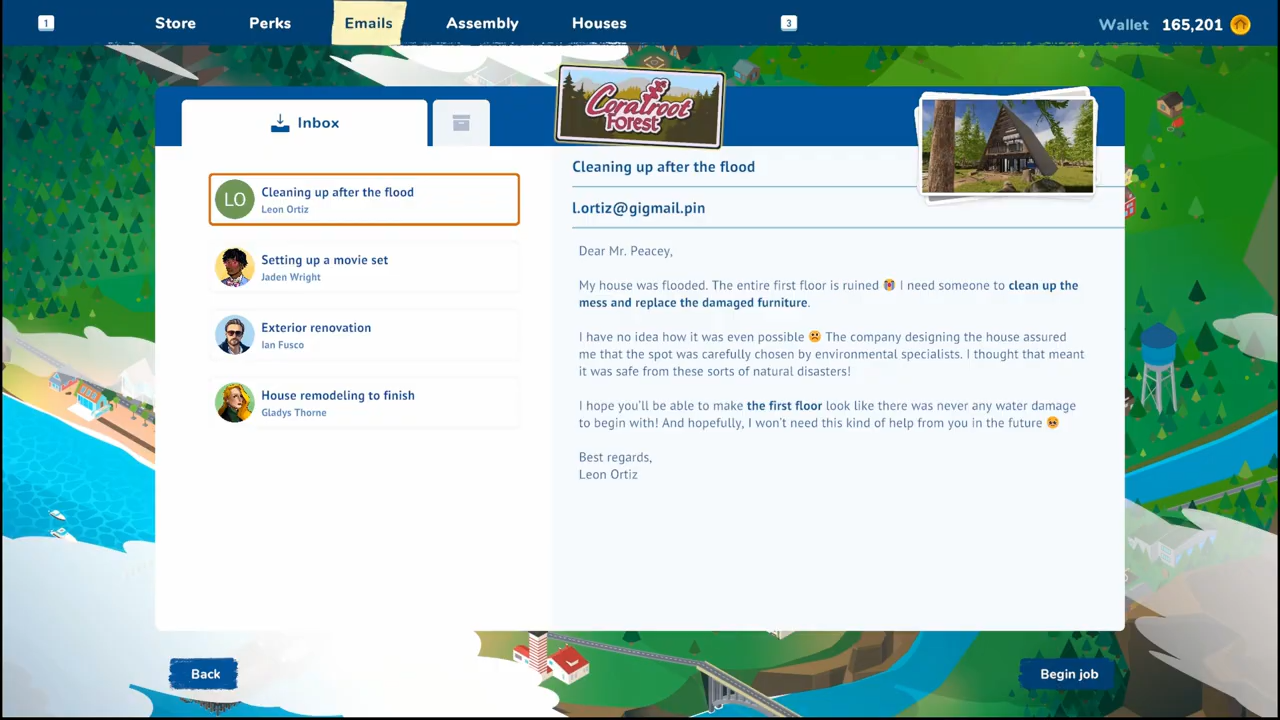 1
Store
Perks
Emails
Assembly
Houses
3
Wallet 165,201
Inbox
Coralroot
Forest
LO
Cleaning up after the flood
Leon Ortiz
Setting up a movie set
Jaden Wright
Exterior renovation
Ian Fusco
House remodeling to finish
Gladys Thorne
Cleaning up after the flood
l.ortiz@gigmail.pin
Dear Mr. Peacey,
My house was flooded. The entire first floor is ruined 😭 I need someone to clean up the
mess and replace the damaged furniture.
I have no idea how it was even possible 🙁 The company designing the house assured
me that the spot was carefully chosen by environmental specialists. I thought that meant
it was safe from these sorts of natural disasters!
I hope you'll be able to make the first floor look like there was never any water damage
to begin with! And hopefully, I won't need this kind of help from you in the future 🥺
Best regards,
Leon Ortiz
Back
Begin job